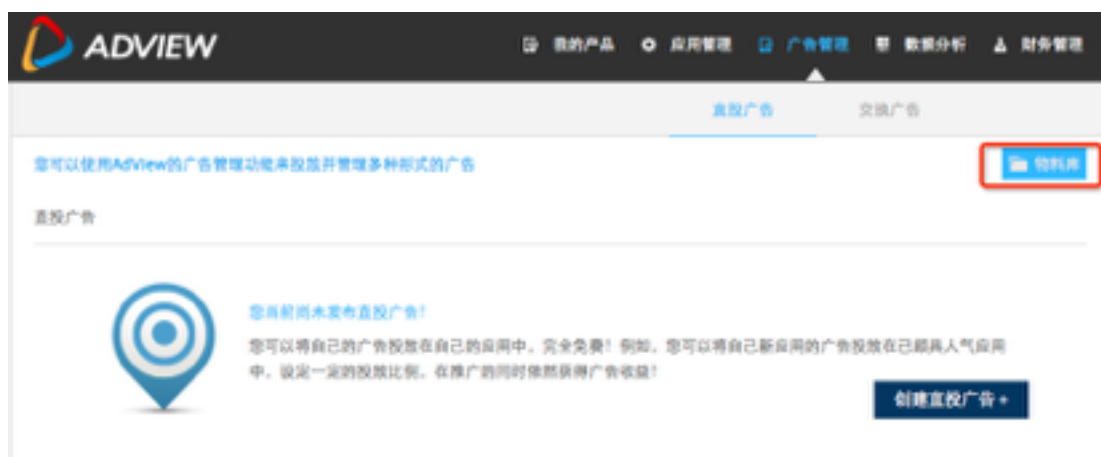 ADVIEW
我的产品 应用管理 广告管理 数据分析 财务管理
直投广告 交换广告
您可以使用AdView的广告管理功能来投放并管理多种形式的广告
物料库
直投广告
您当前尚未发布直投广告!
您可以将自己的广告投放在自己的应用中，完全免费！例如，您可以将自己新应用的广告投放在已颇具人气应用
中，设定一定的投放比例，在推广的同时依然获得广告收益！
创建直投广告+